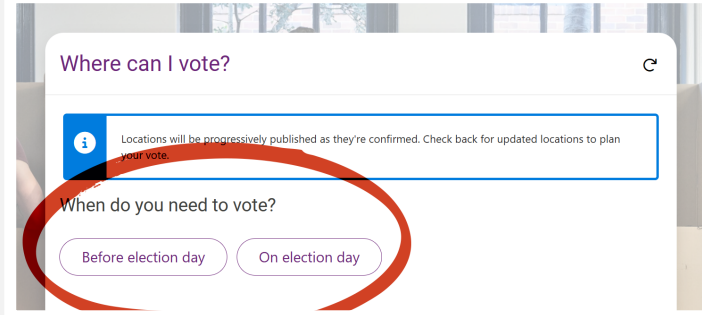 Where can I vote?
Locations will be progressively published as they're confirmed. Check back for updated locations to plan
your vote.
When do you need to vote?
Before election day
On election day